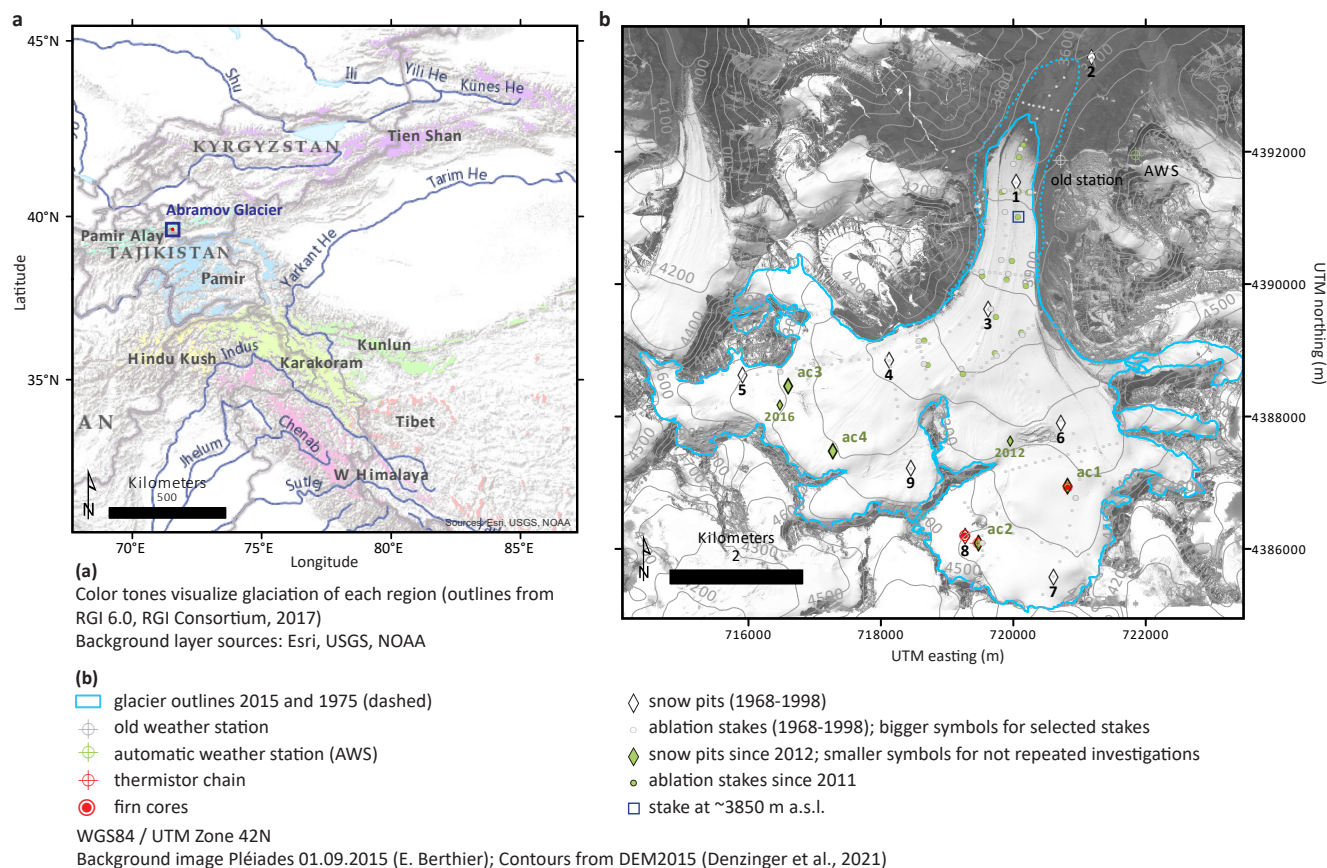 a
45°N
40°N
35°N
Latitude
70°E
75°E
80°E
85°E
Longitude
Shu
Ili
Yili He
Künes He
Tien Shan
KYRGYZSTAN
Tarim He
Abramov Glacier
Pamir Alay
TAJIKISTAN
Pamir
Yarkant He
Hindu Kush
Indus
Karakoram
Kunlun
AN
Tibet
Jhelum
Chenab
W Himalaya
Sutlej
N
Kilometers
500
Sources: Esri, USGS, NOAA
b
2
4392000
old station
AWS
1
4200
4390000
3
4
5
ac3
2016
4388000
ac4
6
2012
9
ac1
8
ac2
4500
4386000
7
N
Kilometers
2
716000
718000
720000
722000
UTM easting (m)
UTM northing (m)
(a)
Color tones visualize glaciation of each region (outlines from
RGI 6.0, RGI Consortium, 2017)
Background layer sources: Esri, USGS, NOAA
(b)
glacier outlines 2015 and 1975 (dashed)
old weather station
automatic weather station (AWS)
thermistor chain
firn cores
snow pits (1968-1998)
ablation stakes (1968-1998); bigger symbols for selected stakes
snow pits since 2012; smaller symbols for not repeated investigations
ablation stakes since 2011
stake at ~3850 m a.s.l.
WGS84 / UTM Zone 42N
Background image Pléiades 01.09.2015 (E. Berthier); Contours from DEM2015 (Denzinger et al., 2021)